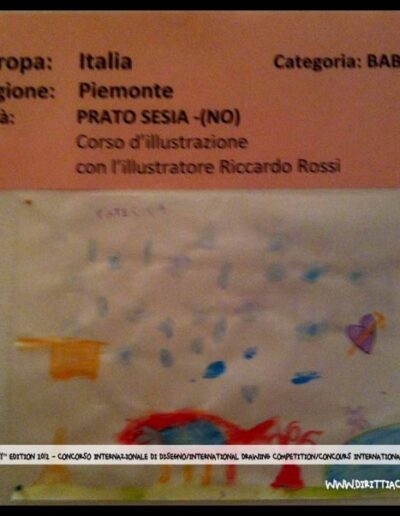 ropa: Italia Categoria: BAB
gione: Piemonte
à: PRATO SESIA -(NO)
Corso d'illustrazione
con l'illustratore Riccardo Rossi
CATERINA
EDITION 2012 - CONCORSO INTERNAZIONALE DI DISEGNO/INTERNATIONAL DRAWING COMPETITION/CONCOURS INTERNATIONA
WWW.DIRITTIAC